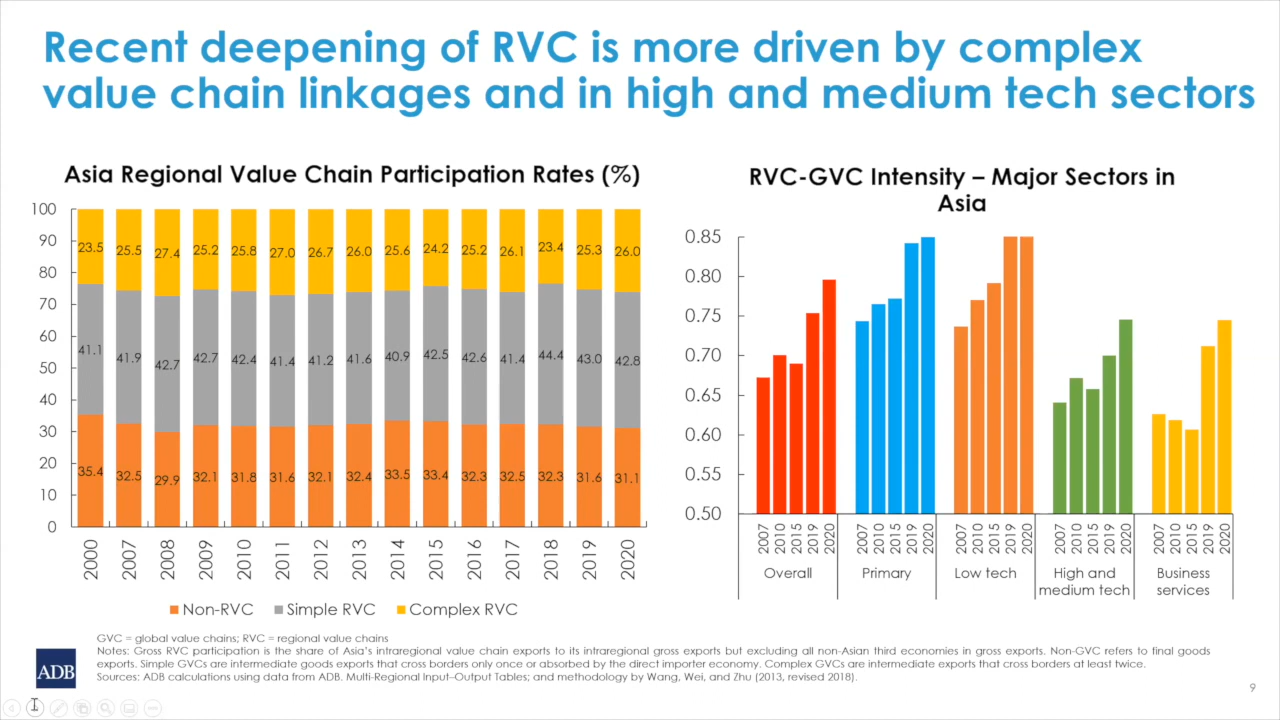 Recent deepening of RVC is more driven by complex
value chain linkages and in high and medium tech sectors
Asia Regional Value Chain Participation Rates (%)
100
90
80
70
60
50
40
30
20
10
0
23.5 25.5 27.4 25.2 25.8 27.0 26.7 26.0 25.6 24.2 25.2 26.1 23.4 25.3 26.0
41.1 41.9 42.7 42.7 42.4 41.4 41.2 41.6 40.9 42.5 42.6 41.4 44.4 43.0 42.8
35.4 32.5 29.9 32.1 31.8 31.6 32.1 32.4 33.5 33.4 32.3 32.5 32.3 31.6 31.1
2000 2007 2008 2009 2010 2011 2012 2013 2014 2015 2016 2017 2018 2019 2020
Non-RVC Simple RVC Complex RVC
RVC-GVC Intensity – Major Sectors in
Asia
0.85
0.80
0.75
0.70
0.65
0.60
0.55
0.50
2007 2010 2015 2019 2020 2007 2010 2015 2019 2020 2007 2010 2015 2019 2020 2007 2010 2015 2019 2020 2007 2010 2015 2019 2020
Overall Primary Low tech High and Business
medium tech services
GVC = global value chains; RVC = regional value chains
Notes: Gross RVC participation is the share of Asia's intraregional value chain exports to its intraregional gross exports but excluding all non-Asian third economies in gross exports. Non-GVC refers to final goods
exports. Simple GVCs are intermediate goods exports that cross borders only once or absorbed by the direct importer economy. Complex GVCs are intermediate exports that cross borders at least twice.
Sources: ADB calculations using data from ADB. Multi-Regional Input–Output Tables; and methodology by Wang, Wei, and Zhu (2013, revised 2018).
ADB
9